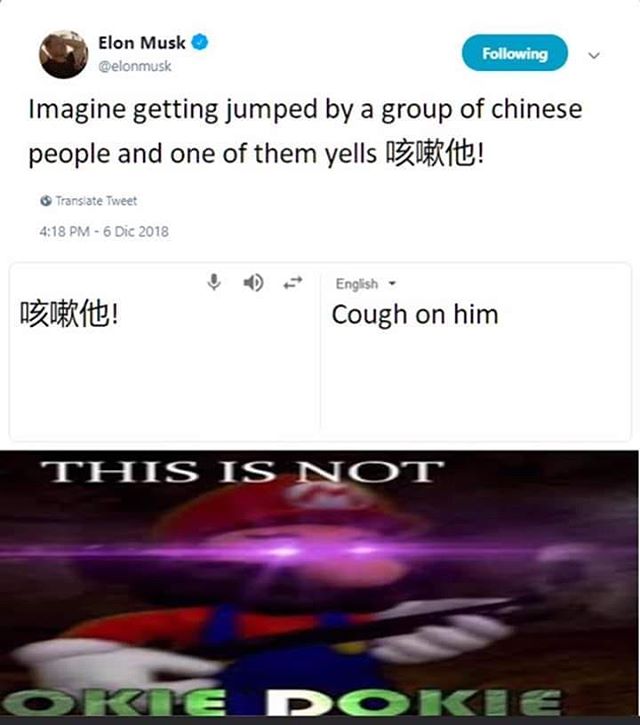 Elon Musk
@elonmusk
Following
Imagine getting jumped by a group of chinese
people and one of them yells 咳嗽他!
Translate Tweet
4:18 PM - 6 Dic 2018
English
咳嗽他!
Cough on him
THIS IS NOT
OKIE DOKIE